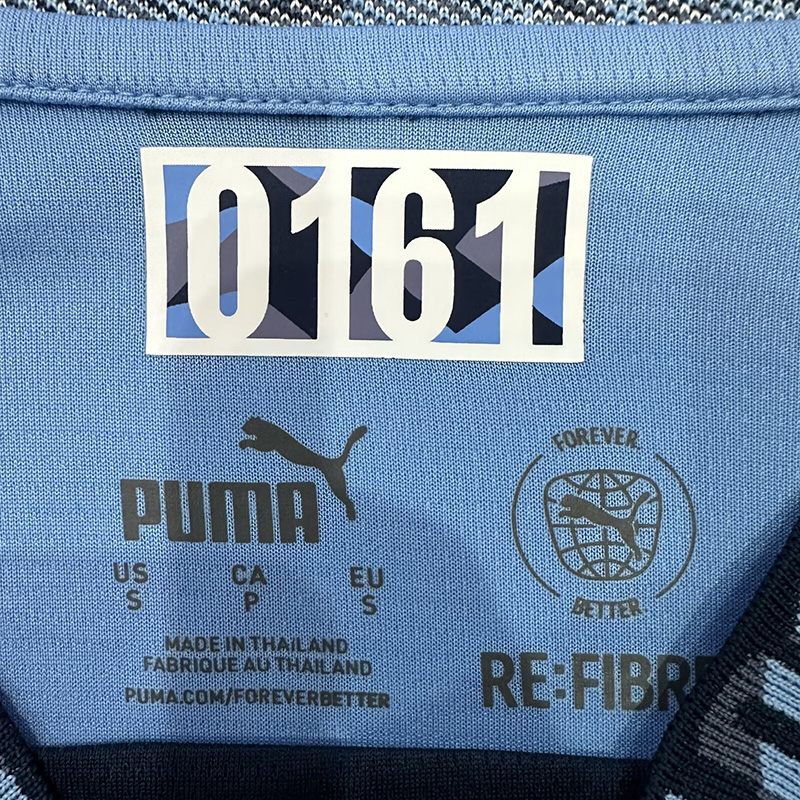 0161
PUMA
US CA EU
S P S
MADE IN THAILAND
FABRIQUE AU THAILAND
PUMA.COM/FOREVERBETTER
FOREVER.
BETTER.
RE:FIBRE